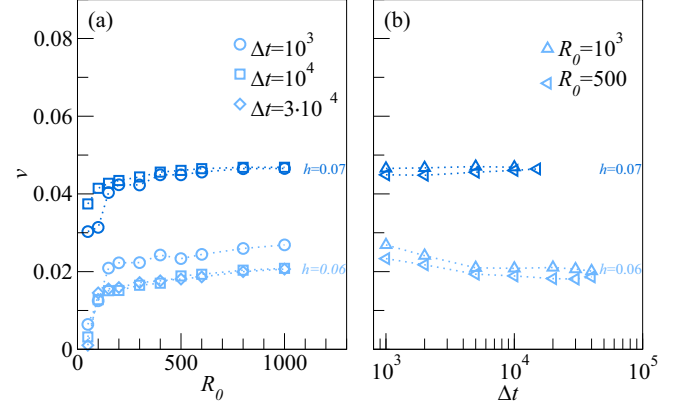 (a)
(b)
0.08
0.06
0.04
0.02
0
v
Δt=10³
Δt=10⁴
Δt=3·10⁴
h=0.07
h=0.06
0 500 1000
R₀
R₀=10³
R₀=500
h=0.07
h=0.06
10³ 10⁴ 10⁵
Δt